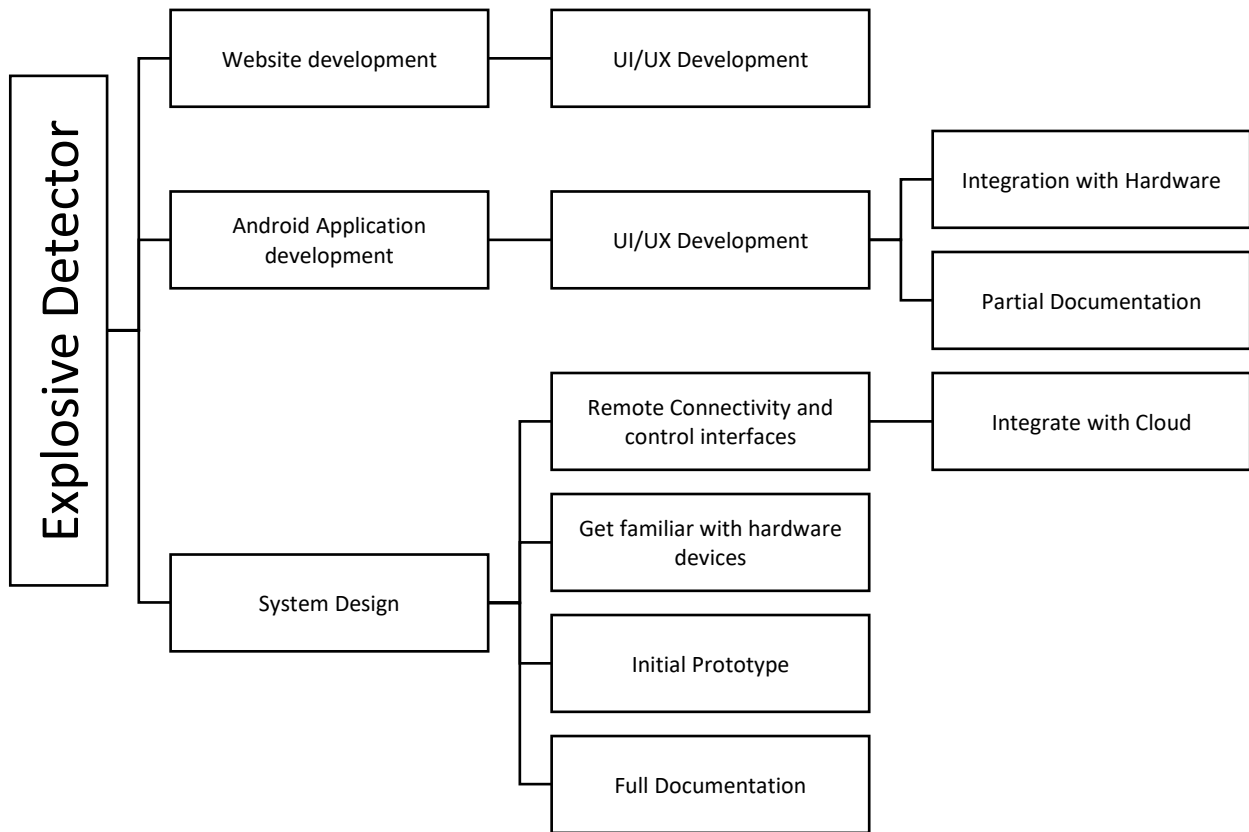 Explosive Detector
Website development
UI/UX Development
Android Application
development
UI/UX Development
Integration with Hardware
Partial Documentation
System Design
Remote Connectivity and
control interfaces
Integrate with Cloud
Get familiar with hardware
devices
Initial Prototype
Full Documentation